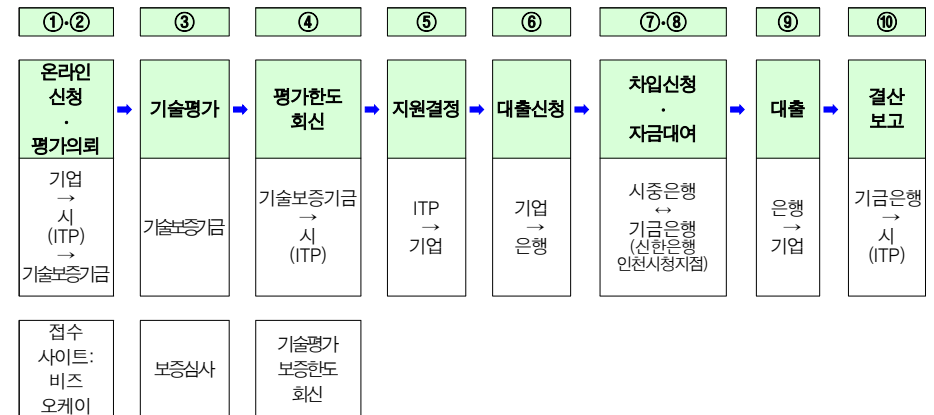 ①·②
③
④
⑤
⑥
⑦·⑧
⑨
⑩
온라인
신청
·
평가의뢰
➡
기술평가
➡
평가한도
회신
➡
지원결정
➡
대출신청
➡
차입신청
·
자금대여
➡
대출
➡
결산
보고
기업
→
시
(ITP)
→
기술보증기금
기술보증기금
기술보증기금
→
시
(ITP)
ITP
→
기업
기업
→
은행
시중은행
↔
기금은행
(신한은행
인천시청지점)
은행
→
기업
기금은행
→
시
(ITP)
접수
사이트:
비즈
오케이
보증심사
기술평가
보증한도
회신